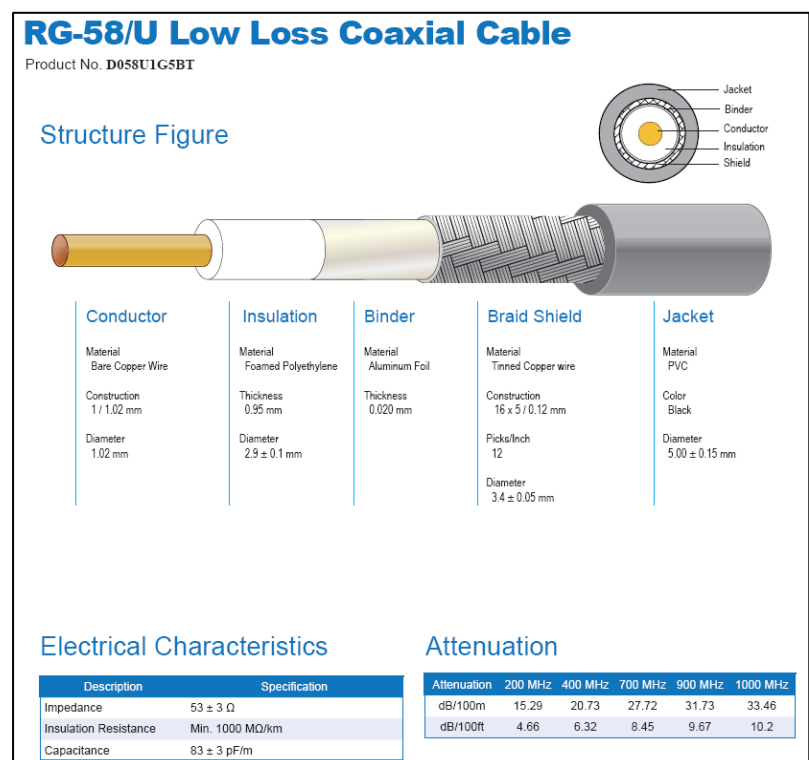 RG-58/U Low Loss Coaxial Cable
Product No. D058U1G5BT
Structure Figure
Jacket
Binder
Conductor
Insulation
Shield
Conductor
Material
Bare Copper Wire
Construction
1 / 1.02 mm
Diameter
1.02 mm
Insulation
Material
Foamed Polyethylene
Thickness
0.95 mm
Diameter
2.9 ± 0.1 mm
Binder
Material
Aluminum Foil
Thickness
0.020 mm
Braid Shield
Material
Tinned Copper wire
Construction
16 x 5 / 0.12 mm
Picks/Inch
12
Diameter
3.4 ± 0.05 mm
Jacket
Material
PVC
Color
Black
Diameter
5.00 ± 0.15 mm
Electrical Characteristics
Description Specification
Impedance 53 ± 3 Ω
Insulation Resistance Min. 1000 MΩ/km
Capacitance 83 ± 3 pF/m
Attenuation
Attenuation 200 MHz 400 MHz 700 MHz 900 MHz 1000 MHz
dB/100m 15.29 20.73 27.72 31.73 33.46
dB/100ft 4.66 6.32 8.45 9.67 10.2